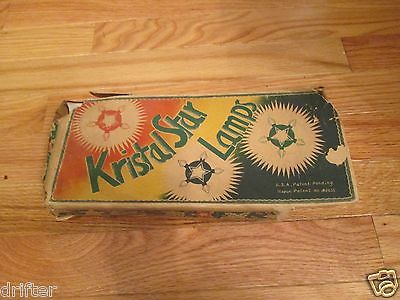 Kristal Star
Lamps
U.S.A. Patent Pending
drifter